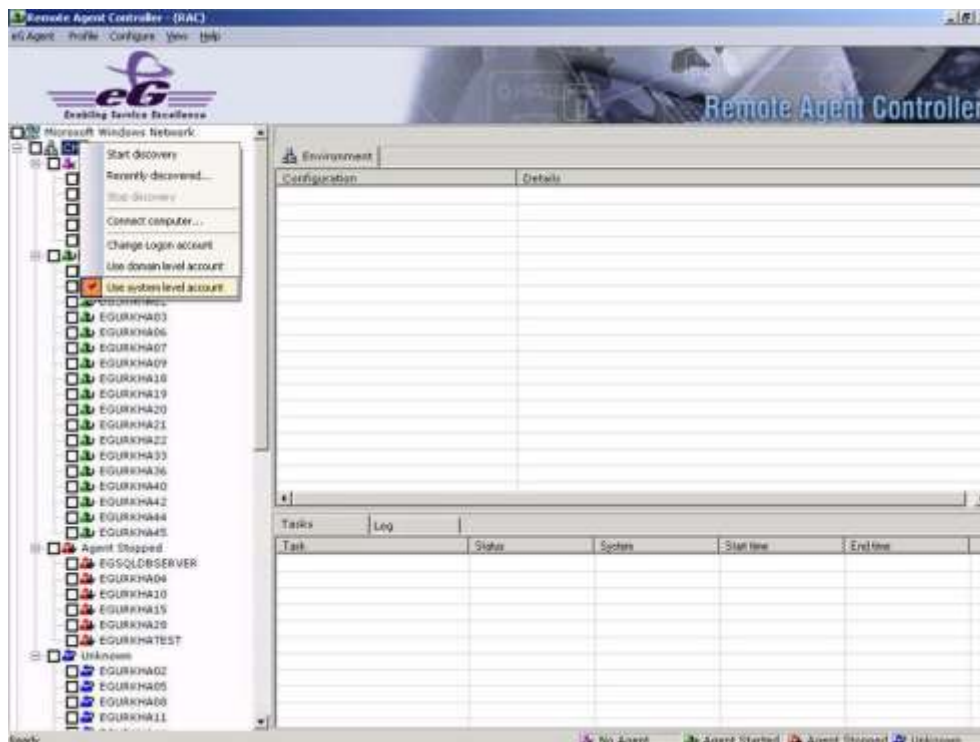 Remote Agent Controller - (RAC)
eG Agent Profile Configure View Help
eG
Enabling Service Excellence
Remote Agent Controller
Microsoft Windows Network
Start discovery
Recently discovered...
Stop discovery
Connect computer...
Change Logon account
Use domain level account
Use system level account
EGURKHA03
EGURKHA06
EGURKHA07
EGURKHA09
EGURKHA18
EGURKHA19
EGURKHA20
EGURKHA21
EGURKHA22
EGURKHA33
EGURKHA36
EGURKHA40
EGURKHA42
EGURKHA44
EGURKHA45
Agent Stopped
EGSQLDBSERVER
EGURKHA04
EGURKHA10
EGURKHA15
EGURKHA28
EGURKHATEST
Unknown
EGURKHA02
EGURKHA05
EGURKHA08
EGURKHA11
Environment
Configuration Details
Tasks Log
Task Status System Start time End time
Ready
No Agent Agent Started Agent Stopped Unknown